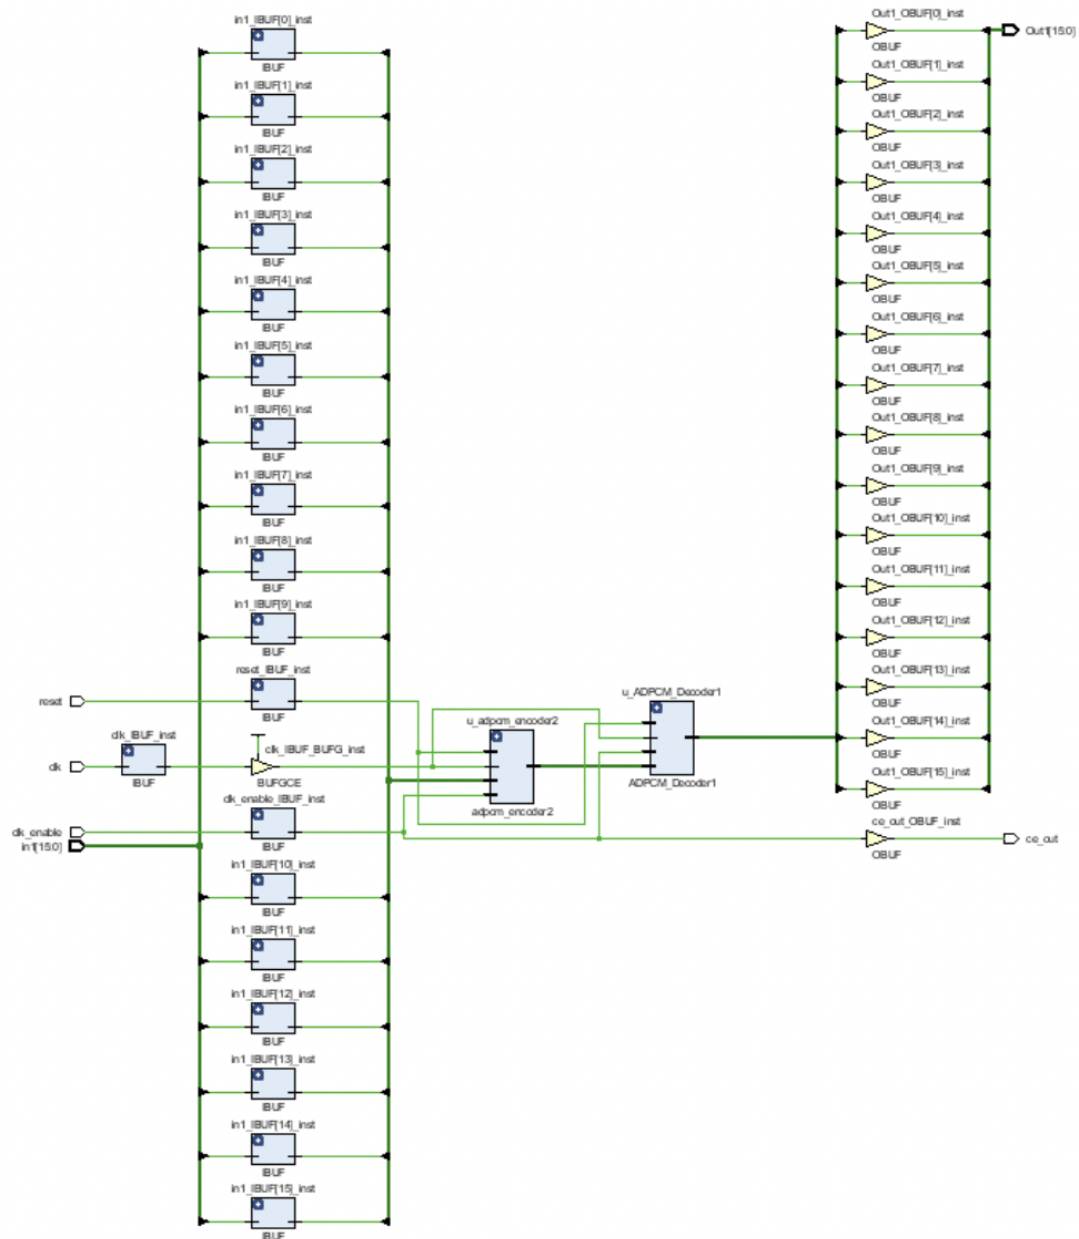 in1_IBUF[0]_inst
IBUF
in1_IBUF[1]_inst
IBUF
in1_IBUF[2]_inst
IBUF
in1_IBUF[3]_inst
IBUF
in1_IBUF[4]_inst
IBUF
in1_IBUF[5]_inst
IBUF
in1_IBUF[6]_inst
IBUF
in1_IBUF[7]_inst
IBUF
in1_IBUF[8]_inst
IBUF
in1_IBUF[9]_inst
IBUF
reset
reset_IBUF_inst
IBUF
clk
clk_IBUF_inst
IBUF
clk_IBUF_BUFG_inst
BUFGCE
clk_enable
clk_enable_IBUF_inst
IBUF
in1[15:0]
in1_IBUF[10]_inst
IBUF
in1_IBUF[11]_inst
IBUF
in1_IBUF[12]_inst
IBUF
in1_IBUF[13]_inst
IBUF
in1_IBUF[14]_inst
IBUF
in1_IBUF[15]_inst
IBUF
u_adpcm_encoder2
adpcm_encoder2
u_ADPCM_Decoder1
ADPCM_Decoder1
Out1_OBUF[0]_inst
OBUF
Out1[15:0]
Out1_OBUF[1]_inst
OBUF
Out1_OBUF[2]_inst
OBUF
Out1_OBUF[3]_inst
OBUF
Out1_OBUF[4]_inst
OBUF
Out1_OBUF[5]_inst
OBUF
Out1_OBUF[6]_inst
OBUF
Out1_OBUF[7]_inst
OBUF
Out1_OBUF[8]_inst
OBUF
Out1_OBUF[9]_inst
OBUF
Out1_OBUF[10]_inst
OBUF
Out1_OBUF[11]_inst
OBUF
Out1_OBUF[12]_inst
OBUF
Out1_OBUF[13]_inst
OBUF
Out1_OBUF[14]_inst
OBUF
Out1_OBUF[15]_inst
OBUF
ce_out_OBUF_inst
OBUF
ce_out